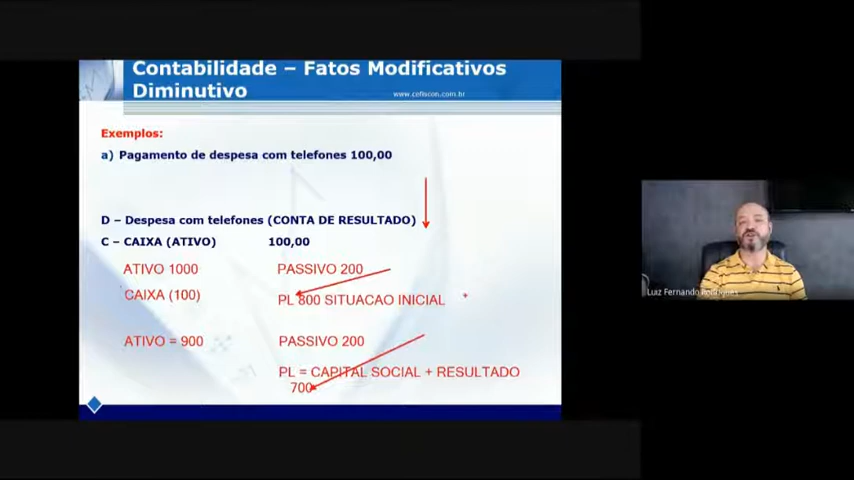 Contabilidade – Fatos Modificativos
Diminutivo
www.cefiscon.com.br
Exemplos:
a) Pagamento de despesa com telefones 100,00
D – Despesa com telefones (CONTA DE RESULTADO)
C – CAIXA (ATIVO) 100,00
ATIVO 1000 PASSIVO 200
CAIXA (100) PL 800 SITUACAO INICIAL
ATIVO = 900 PASSIVO 200
PL = CAPITAL SOCIAL + RESULTADO
700
Luiz Fernando Rodrigues